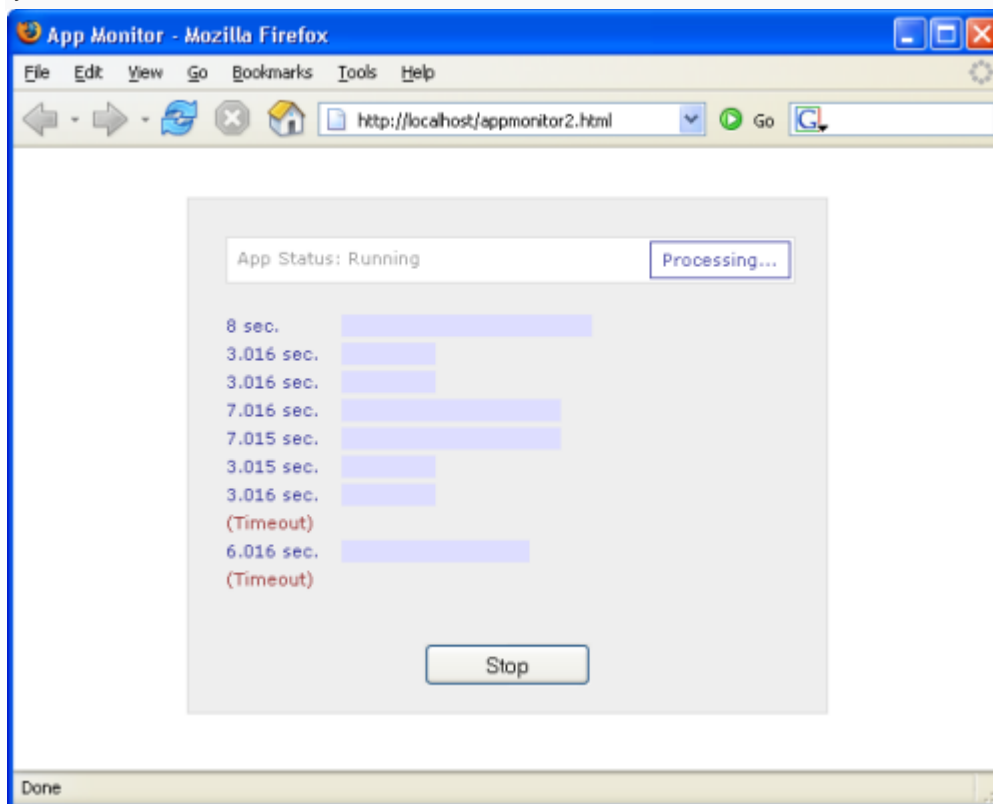 App Monitor - Mozilla Firefox
File Edit View Go Bookmarks Tools Help
http://localhost/appmonitor2.html Go G
App Status: Running Processing...
8 sec.
3.016 sec.
3.016 sec.
7.016 sec.
7.015 sec.
3.015 sec.
3.016 sec.
(Timeout)
6.016 sec.
(Timeout)
Stop
Done